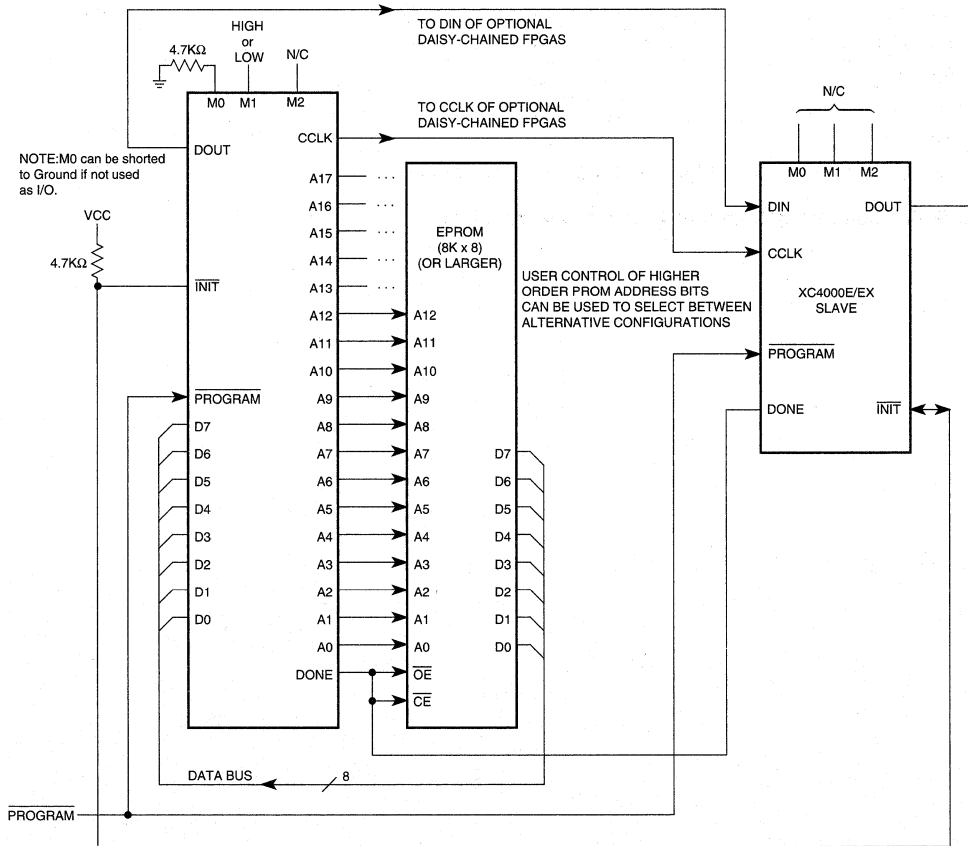 TO DIN OF OPTIONAL
DAISY-CHAINED FPGAS
HIGH
or
LOW
4.7KΩ
N/C
M0
M1
M2
TO CCLK OF OPTIONAL
DAISY-CHAINED FPGAS
N/C
M0
M1
M2
DOUT
CCLK
NOTE:M0 can be shorted
to Ground if not used
as I/O.
VCC
4.7KΩ
INIT
PROGRAM
D7
D6
D5
D4
D3
D2
D1
D0
A17
...
A16
...
A15
...
A14
...
A13
...
A12
A11
A10
A9
A8
A7
A6
A5
A4
A3
A2
A1
A0
DONE
EPROM
(8K x 8)
(OR LARGER)
A12
A11
A10
A9
A8
A7
A6
A5
A4
A3
A2
A1
A0
OE
CE
D7
D6
D5
D4
D3
D2
D1
D0
USER CONTROL OF HIGHER
ORDER PROM ADDRESS BITS
CAN BE USED TO SELECT BETWEEN
ALTERNATIVE CONFIGURATIONS
DIN
DOUT
CCLK
XC4000E/EX
SLAVE
PROGRAM
DONE
INIT
DATA BUS
8
PROGRAM